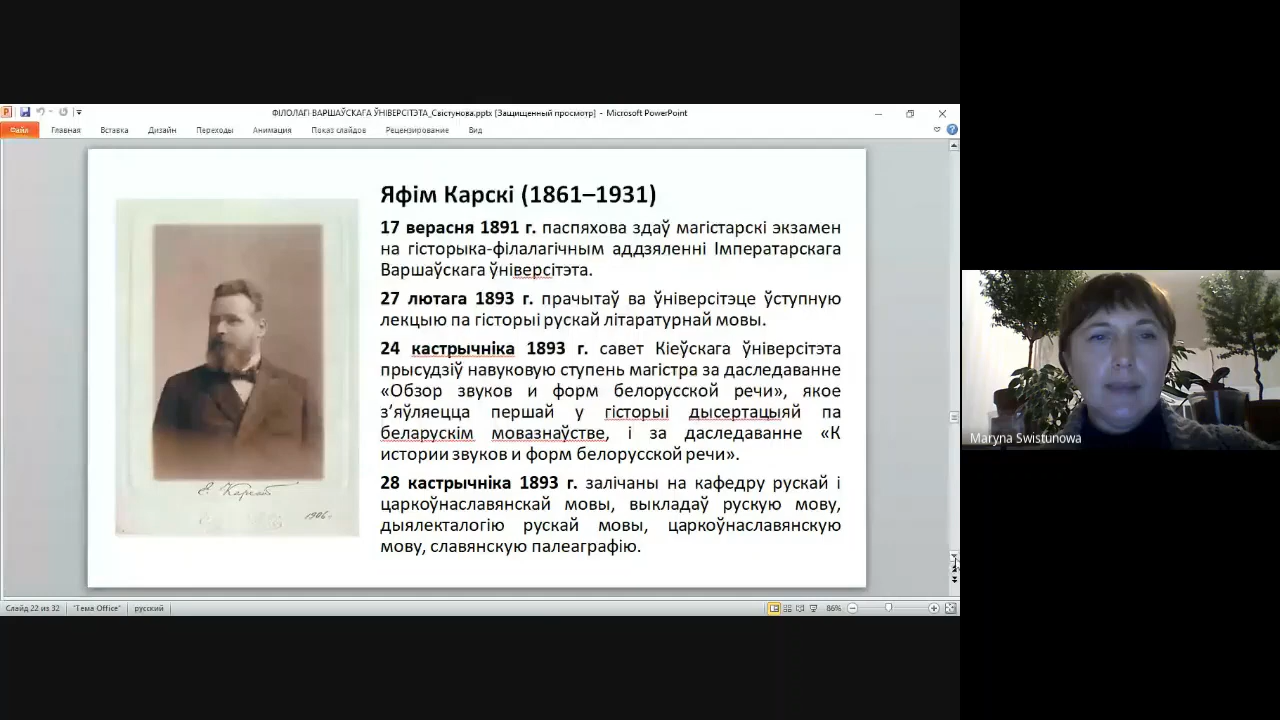 ФІЛОЛАГІ ВАРШАЎСКАГА ЎНІВЕРСІТЭТА_Свістунова.pptx [Защищенный просмотр] - Microsoft PowerPoint
Файл Главная Вставка Дизайн Переходы Анимация Показ слайдов Рецензирование Вид
Яфім Карскі (1861–1931)
17 верасня 1891 г. паспяхова здаў магістарскі экзамен
на гісторыка-філалагічным аддзяленні Імператарскага
Варшаўскага ўніверсітэта.
27 лютага 1893 г. прачытаў ва ўніверсітэце ўступную
лекцыю па гісторыі рускай літаратурнай мовы.
24 кастрычніка 1893 г. савет Кіеўскага ўніверсітэта
прысудзіў навуковую ступень магістра за даследаванне
«Обзор звуков и форм белорусской речи», якое
з’яўляецца першай у гісторыі дысертацыяй па
беларускім мовазнаўстве, і за даследаванне «К
истории звуков и форм белорусской речи».
28 кастрычніка 1893 г. залічаны на кафедру рускай і
царкоўнаславянскай мовы, выкладаў рускую мову,
дыялекталогію рускай мовы, царкоўнаславянскую
мову, славянскую палеаграфію.
1906
Maryna Swistunowa
Слайд 22 из 32 "Тема Office" русский 86%